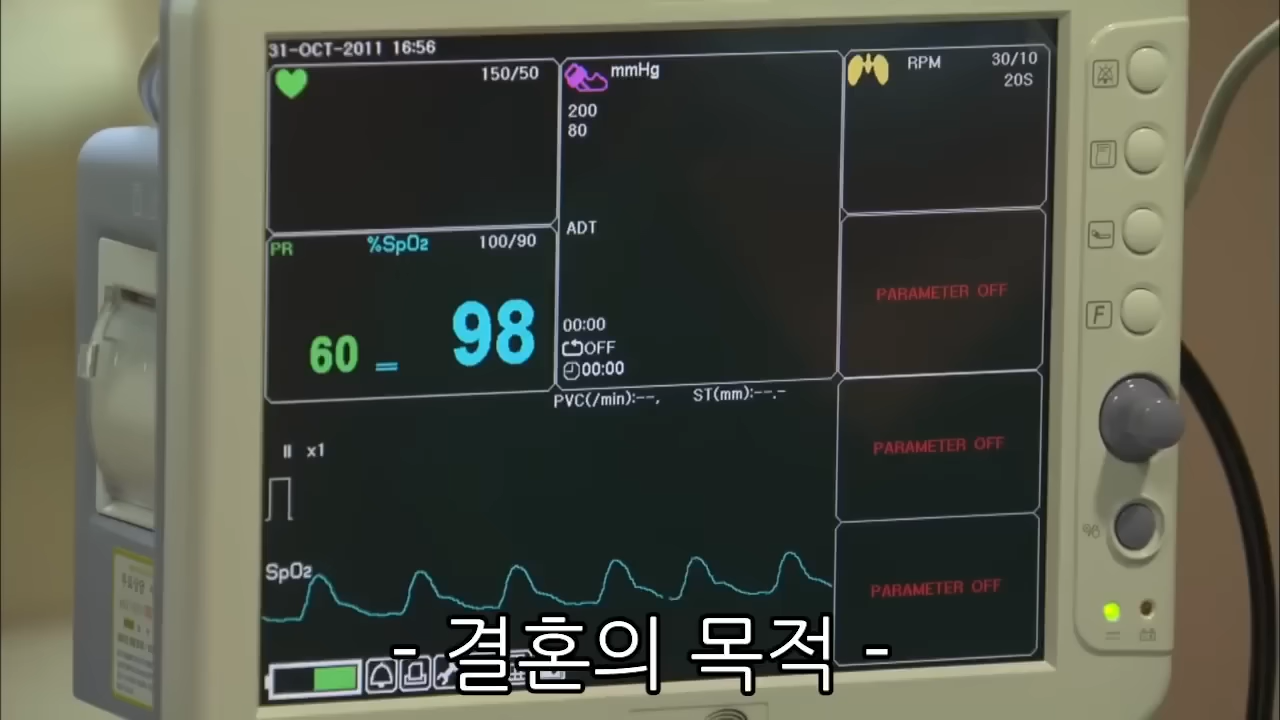 31-OCT-2011 16:56
150/50
mmHg
200
80
RPM
30/10
20S
PR
%SpO2
100/90
60
98
ADT
00:00
OFF
00:00
PARAMETER OFF
PARAMETER OFF
PARAMETER OFF
PVC(/min):--,
ST(mm):--.-
II x1
SpO2
F
- 결혼의 목적 -